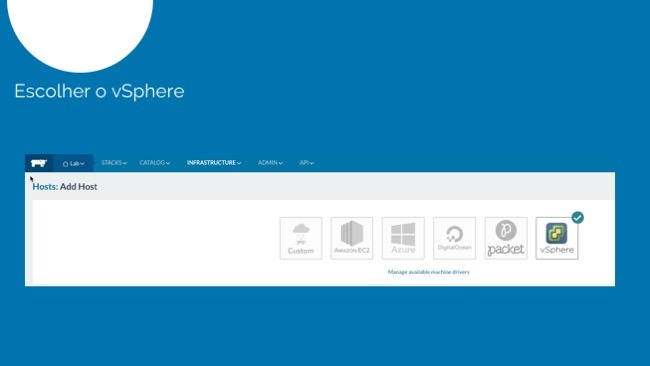 Escolher o vSphere
Lab STACKS CATALOG INFRASTRUCTURE ADMIN API
Hosts: Add Host
Custom AMAZON EC2 Azure DigitalOcean packet vSphere
Manage available machine drivers